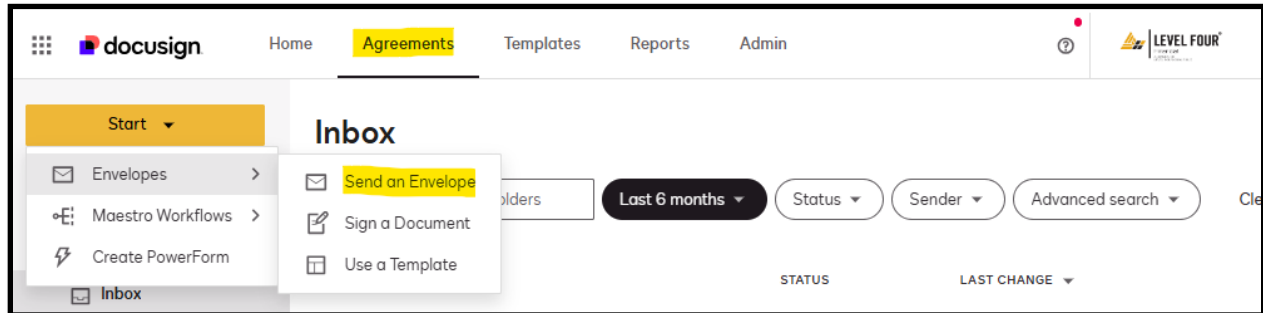 docusign Home Agreements Templates Reports Admin LEVEL FOUR
Start
Inbox
Envelopes
Maestro Workflows
Create PowerForm
Inbox
Send an Envelope
Sign a Document
Use a Template
olders Last 6 months Status Sender Advanced search Cle
STATUS LAST CHANGE